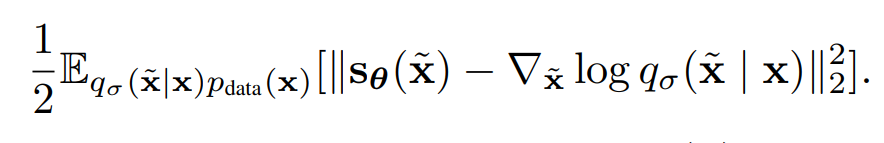 \frac{1}{2}\mathbb{E}_{q_\sigma(\tilde{\mathbf{x}}|\mathbf{x})p_{\text{data}}(\mathbf{x})}[\|\mathbf{s}_{\boldsymbol{\theta}}(\tilde{\mathbf{x}}) - \nabla_{\tilde{\mathbf{x}}} \log q_\sigma(\tilde{\mathbf{x}} \mid \mathbf{x})\|_2^2].